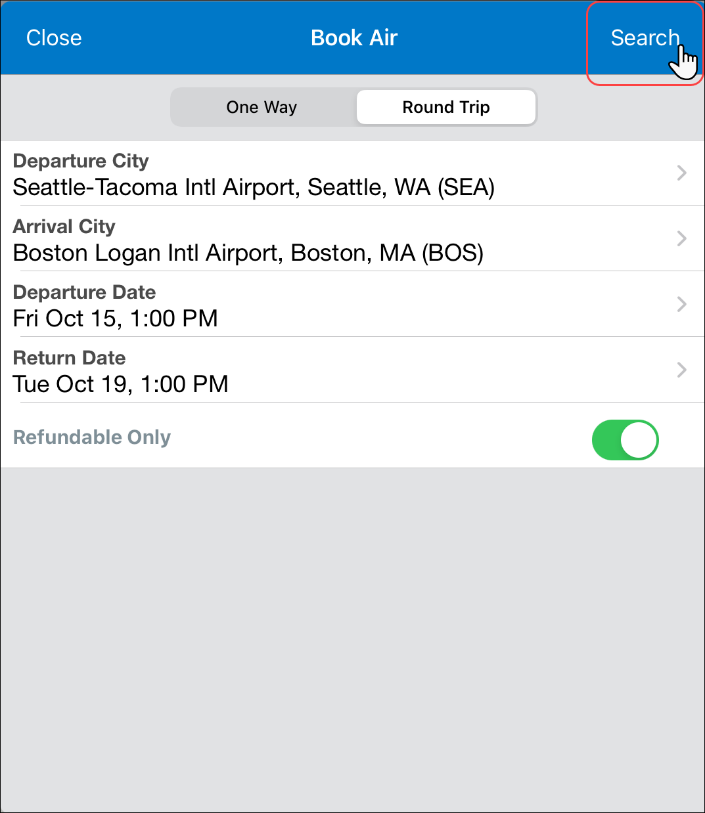 Close Book Air Search
One Way Round Trip
Departure City
Seattle-Tacoma Intl Airport, Seattle, WA (SEA)
Arrival City
Boston Logan Intl Airport, Boston, MA (BOS)
Departure Date
Fri Oct 15, 1:00 PM
Return Date
Tue Oct 19, 1:00 PM
Refundable Only